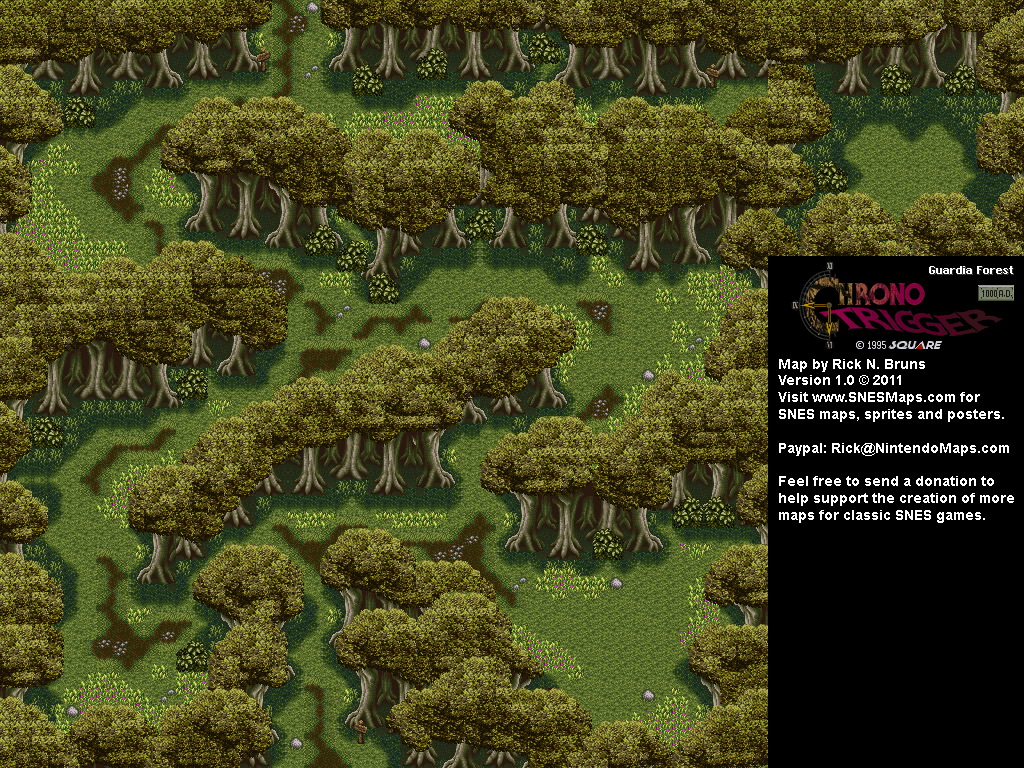 Guardia Forest
CHRONO
1000 A.D.
TRIGGER
© 1995 SQUARE
Map by Rick N. Bruns
Version 1.0 © 2011
Visit www.SNESMaps.com for
SNES maps, sprites and posters.
Paypal: Rick@NintendoMaps.com
Feel free to send a donation to
help support the creation of more
maps for classic SNES games.